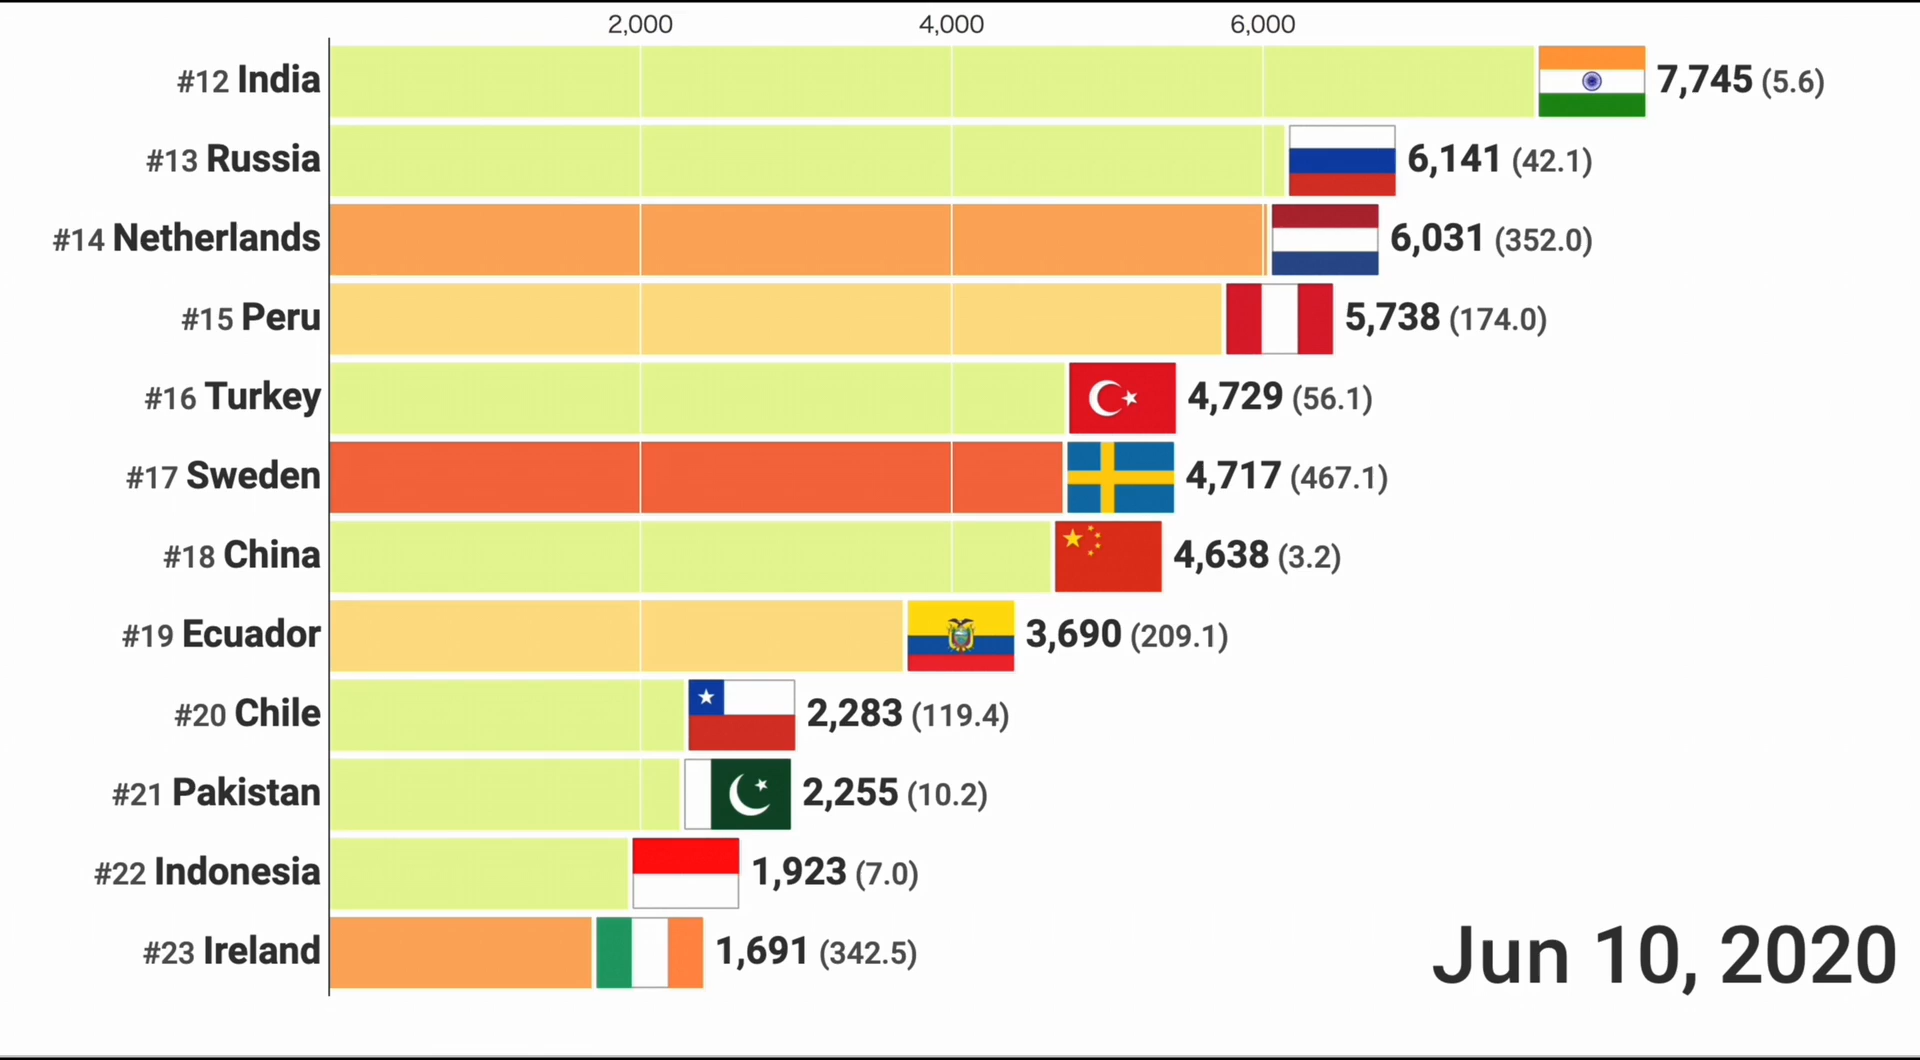 2,000 4,000 6,000
#12 India 7,745 (5.6)
#13 Russia 6,141 (42.1)
#14 Netherlands 6,031 (352.0)
#15 Peru 5,738 (174.0)
#16 Turkey 4,729 (56.1)
#17 Sweden 4,717 (467.1)
#18 China 4,638 (3.2)
#19 Ecuador 3,690 (209.1)
#20 Chile 2,283 (119.4)
#21 Pakistan 2,255 (10.2)
#22 Indonesia 1,923 (7.0)
#23 Ireland 1,691 (342.5)
Jun 10, 2020